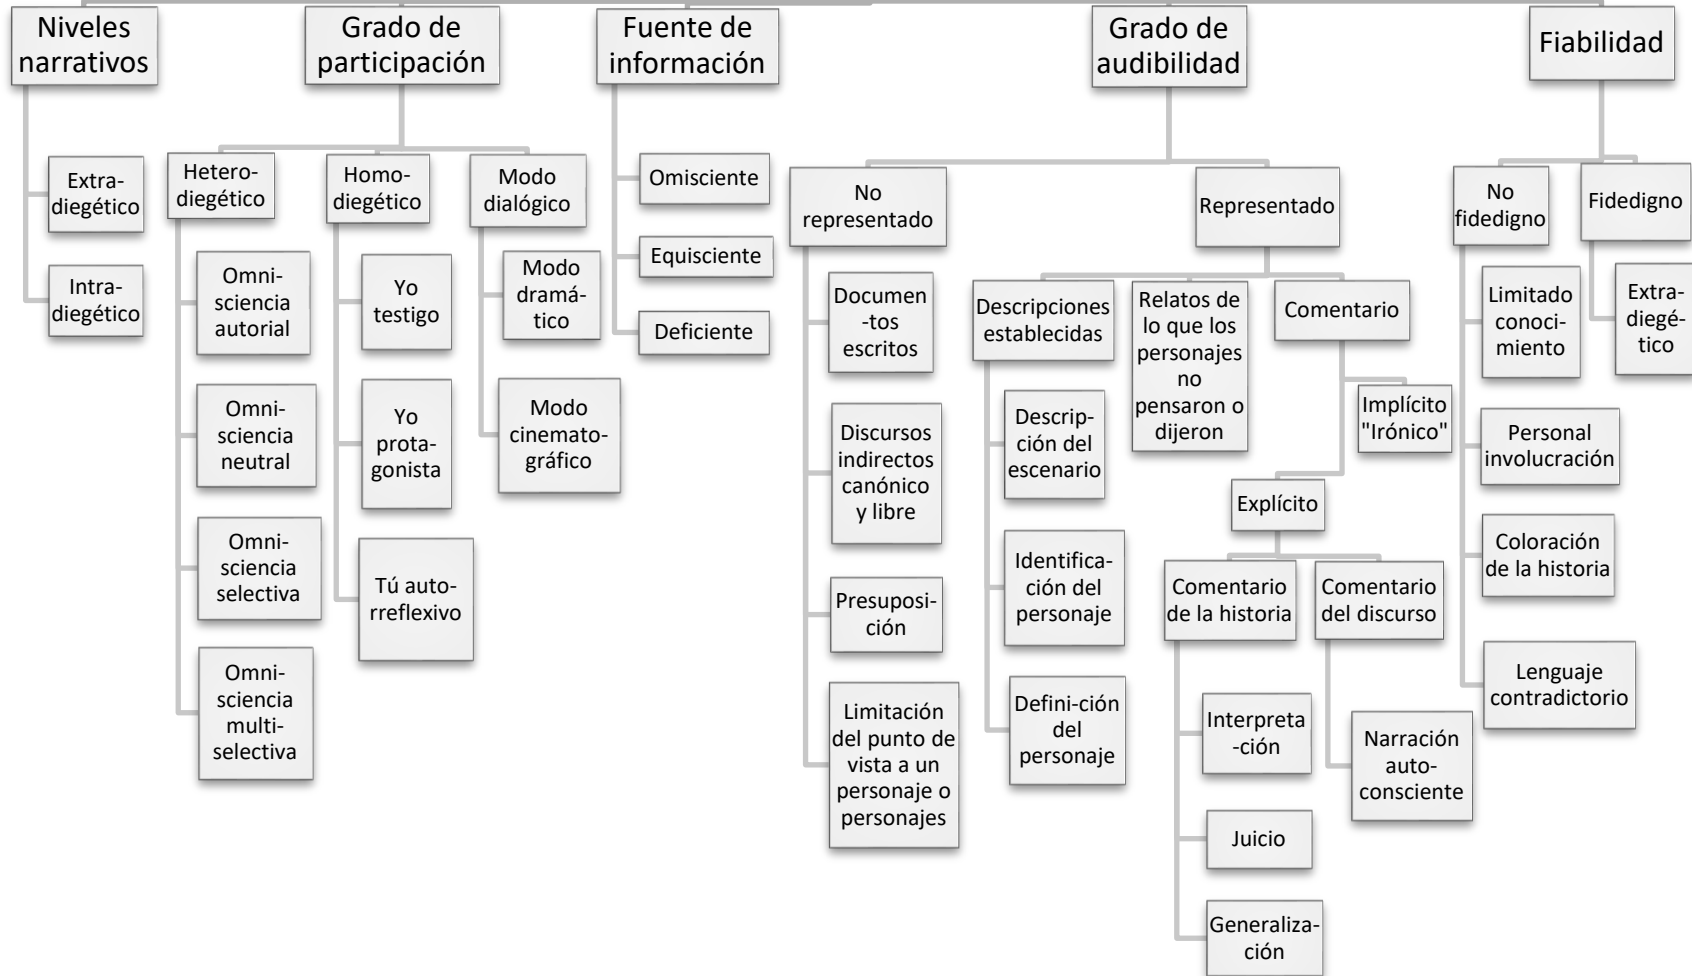 Niveles
narrativos
Extra-
diegético
Intra-
diegético
Grado de
participación
Hetero-
diegético
Omni-
sciencia
autorial
Omni-
sciencia
neutral
Omni-
sciencia
selectiva
Omni-
sciencia
multi-
selectiva
Homo-
diegético
Yo
testigo
Yo
prota-
gonista
Tú auto-
rreflexivo
Modo
dialógico
Modo
dramá-
tico
Modo
cinemato-
gráfico
Fuente de
información
Omisciente
Equisciente
Deficiente
Grado de
audibilidad
No
representado
Documen
-tos
escritos
Discursos
indirectos
canónico
y libre
Presuposi-
ción
Limitación
del punto de
vista a un
personaje o
personajes
Representado
Descripciones
establecidas
Descrip-
ción del
escenario
Identifica-
ción del
personaje
Defini-ción
del
personaje
Relatos de
lo que los
personajes
no
pensaron o
dijeron
Comentario
Implícito
"Irónico"
Explícito
Comentario
de la historia
Interpreta
-ción
Juicio
Generaliza-
ción
Comentario
del discurso
Narración
auto-
consciente
Fiabilidad
No
fidedigno
Limitado
conoci-
miento
Personal
involucración
Coloración
de la historia
Lenguaje
contradictorio
Fidedigno
Extra-
diegé-
tico